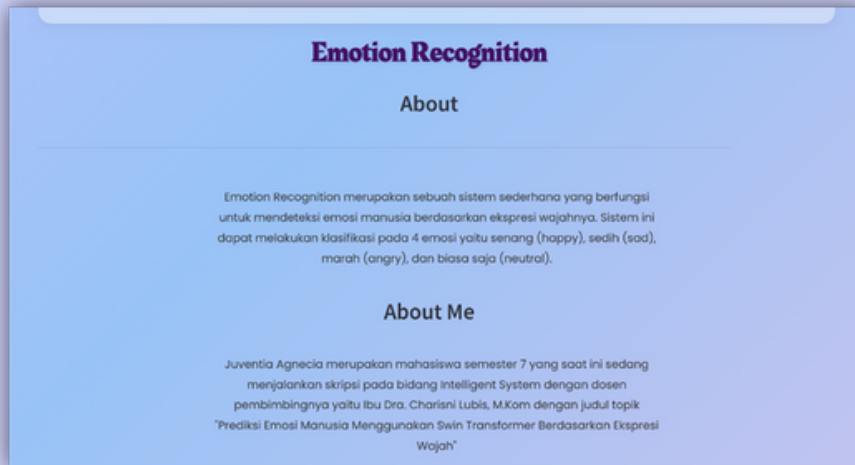 Emotion Recognition
About
Emotion Recognition merupakan sebuah sistem sederhana yang berfungsi
untuk mendeteksi emosi manusia berdasarkan ekspresi wajahnya. Sistem ini
dapat melakukan klasifikasi pada 4 emosi yaitu senang (happy), sedih (sad),
marah (angry), dan biasa saja (neutral).
About Me
Juventia Agnecia merupakan mahasiswa semester 7 yang saat ini sedang
menjalankan skripsi pada bidang Intelligent System dengan dosen
pembimbingnya yaitu Ibu Dra. Charisni Lubis, M.Kom dengan judul topik
"Prediksi Emosi Manusia Menggunakan Swin Transformer Berdasarkan Ekspresi
Wajah"